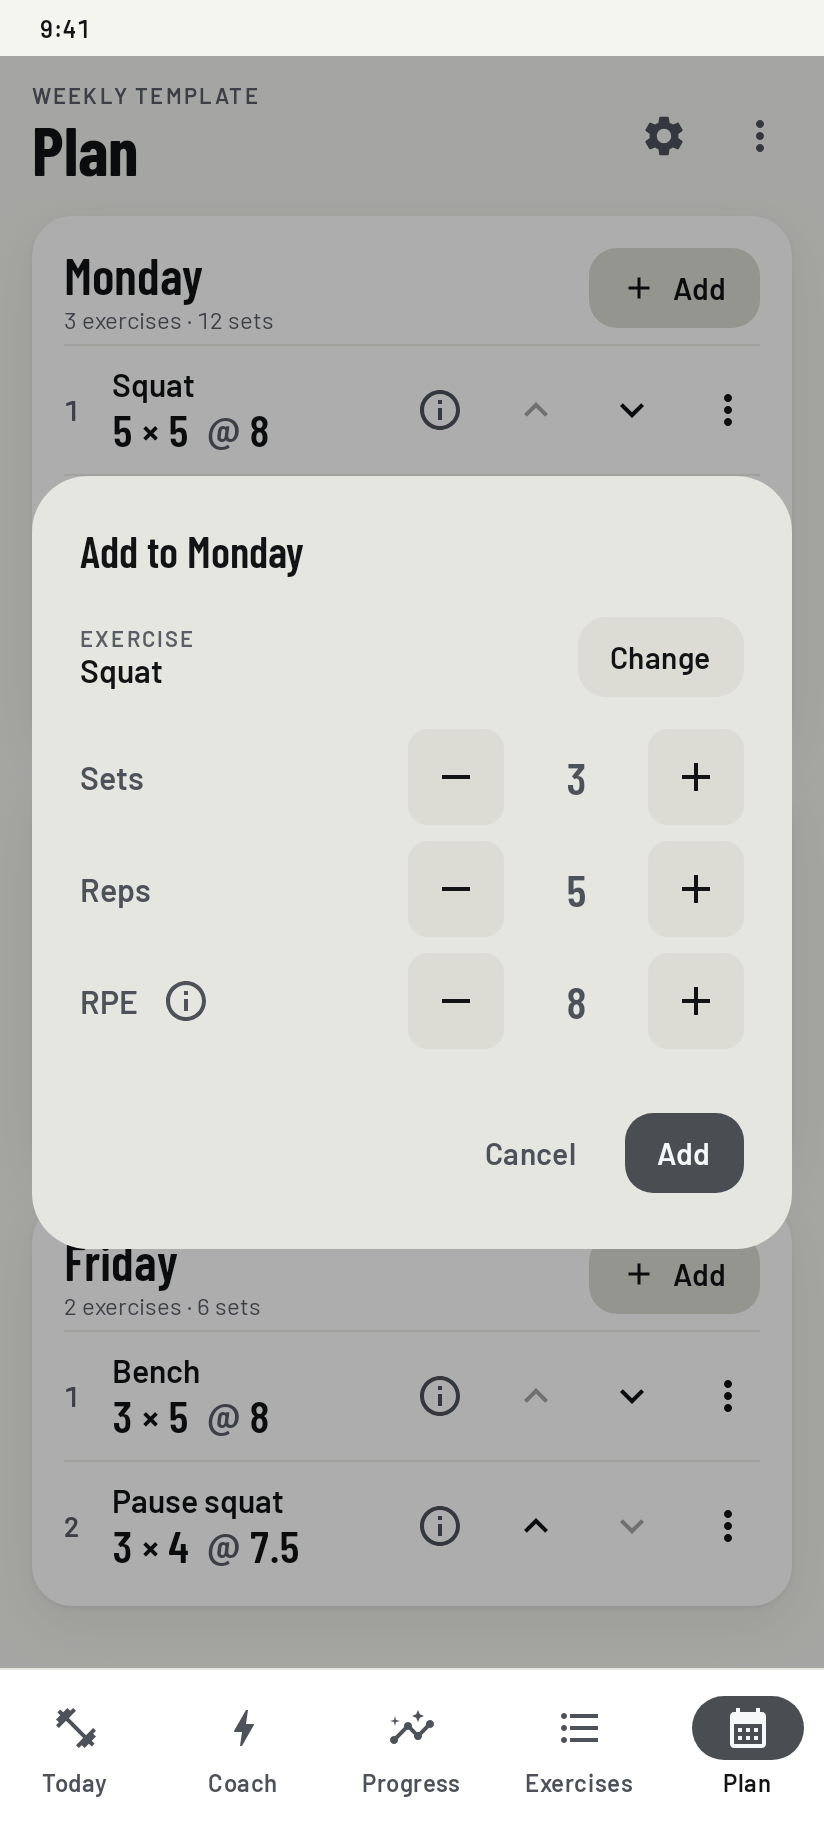 9:41
WEEKLY TEMPLATE
Plan
Monday
+ Add
3 exercises · 12 sets
1
Squat
5 × 5 @ 8
Add to Monday
EXERCISE
Squat
Change
Sets
3
Reps
5
RPE
8
Cancel
Add
Friday
+ Add
2 exercises · 6 sets
1
Bench
3 × 5 @ 8
2
Pause squat
3 × 4 @ 7.5
Today
Coach
Progress
Exercises
Plan